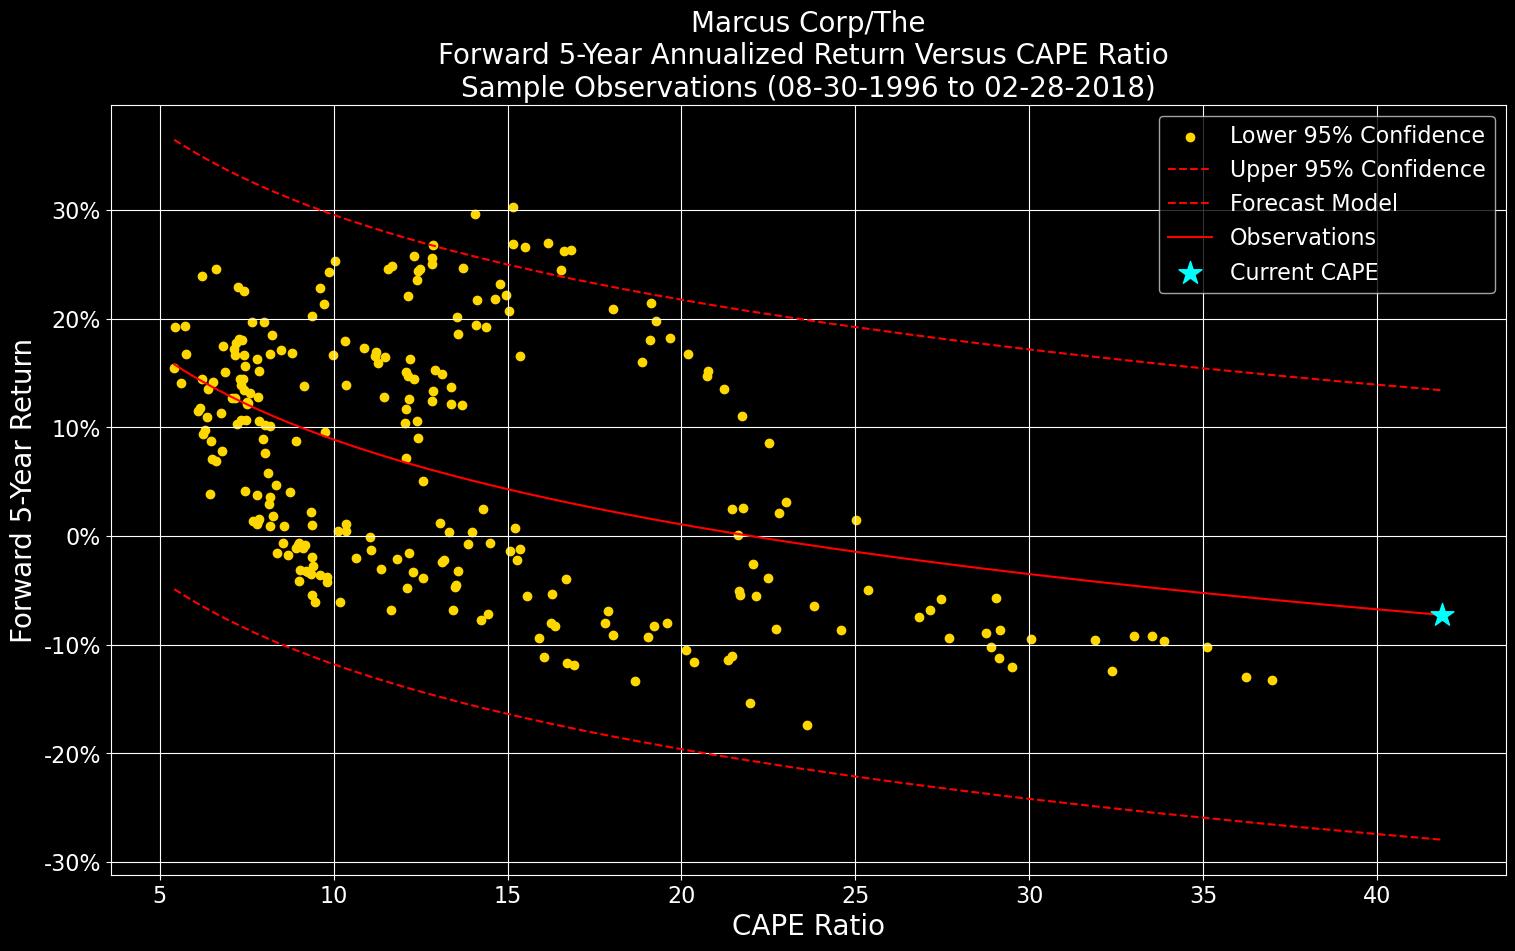 Marcus Corp/The
Forward 5-Year Annualized Return Versus CAPE Ratio
Sample Observations (08-30-1996 to 02-28-2018)
Lower 95% Confidence
Upper 95% Confidence
Forecast Model
Observations
Current CAPE
Forward 5-Year Return
30%
20%
10%
0%
-10%
-20%
-30%
5 10 15 20 25 30 35 40
CAPE Ratio